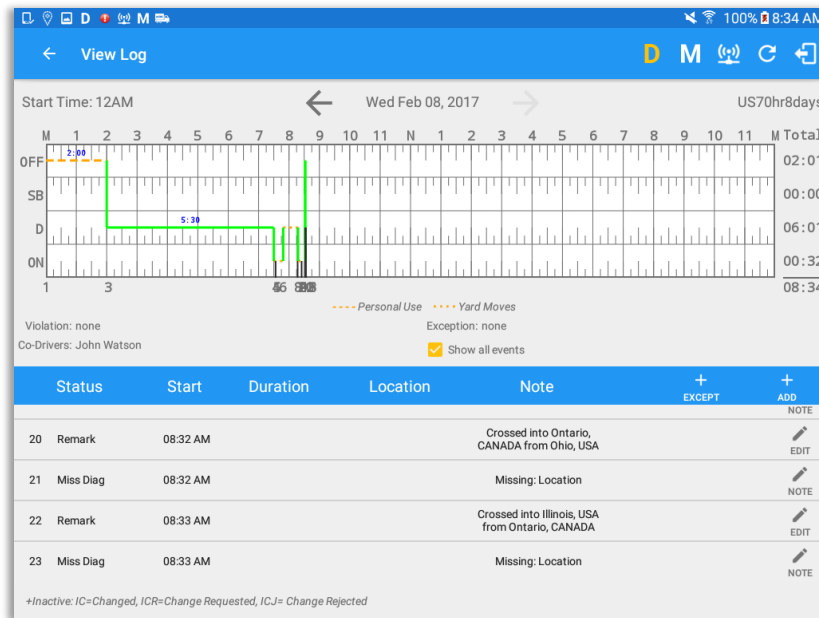 D M 100% 8:34 AM
View Log D M
Start Time: 12AM Wed Feb 08, 2017 US70hr8days
M 1 2 3 4 5 6 7 8 9 10 11 N 1 2 3 4 5 6 7 8 9 10 11 M Total
2:00
OFF 02:01
SB 00:00
5:30
D 06:01
ON 00:32
1 3 08:34
Personal Use Yard Moves
Violation: none Exception: none
Co-Drivers: John Watson Show all events
Status Start Duration Location Note + EXCEPT + ADD
NOTE
20 Remark 08:32 AM Crossed into Ontario,
CANADA from Ohio, USA EDIT
21 Miss Diag 08:32 AM Missing: Location NOTE
22 Remark 08:33 AM Crossed into Illinois, USA
from Ontario, CANADA EDIT
23 Miss Diag 08:33 AM Missing: Location NOTE
+Inactive: IC=Changed, ICR=Change Requested, ICJ= Change Rejected